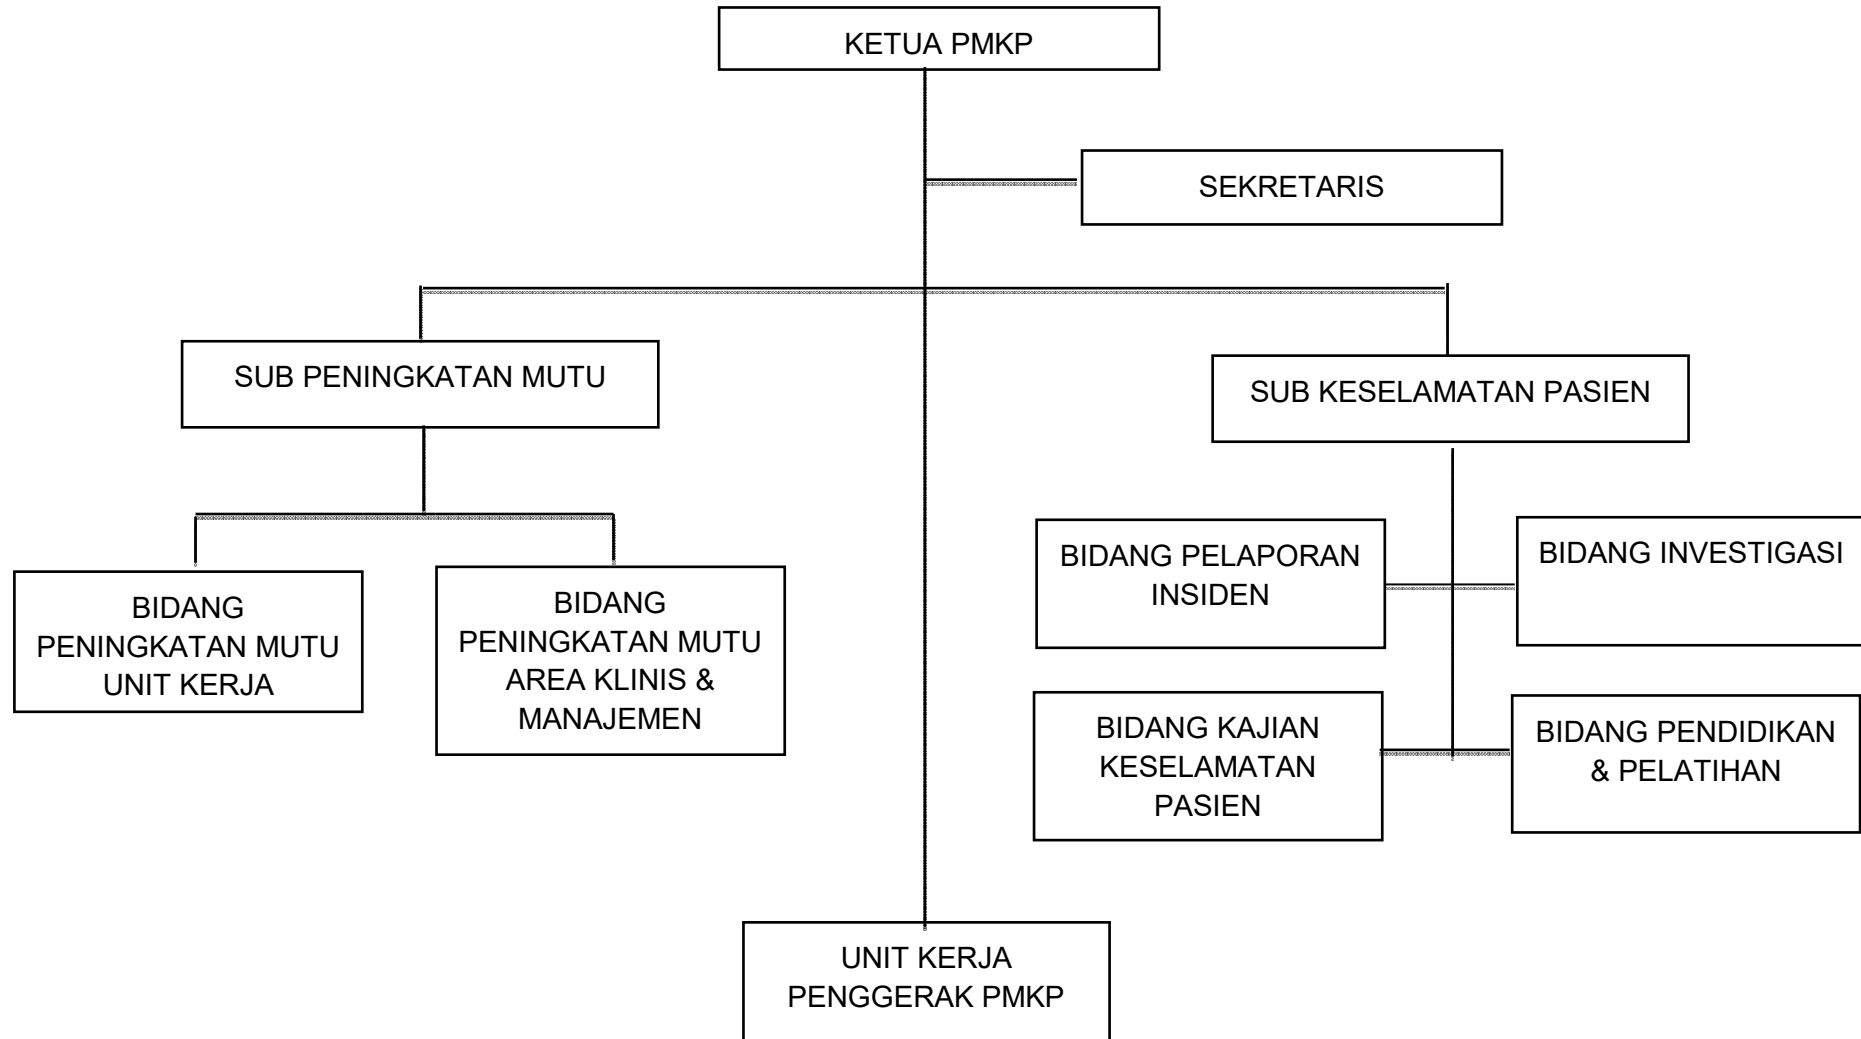 KETUA PMKP
SEKRETARIS
SUB PENINGKATAN MUTU
SUB KESELAMATAN PASIEN
BIDANG
PENINGKATAN MUTU
UNIT KERJA
BIDANG
PENINGKATAN MUTU
AREA KLINIS &
MANAJEMEN
BIDANG PELAPORAN
INSIDEN
BIDANG INVESTIGASI
BIDANG KAJIAN
KESELAMATAN
PASIEN
BIDANG PENDIDIKAN
& PELATIHAN
UNIT KERJA
PENGGERAK PMKP